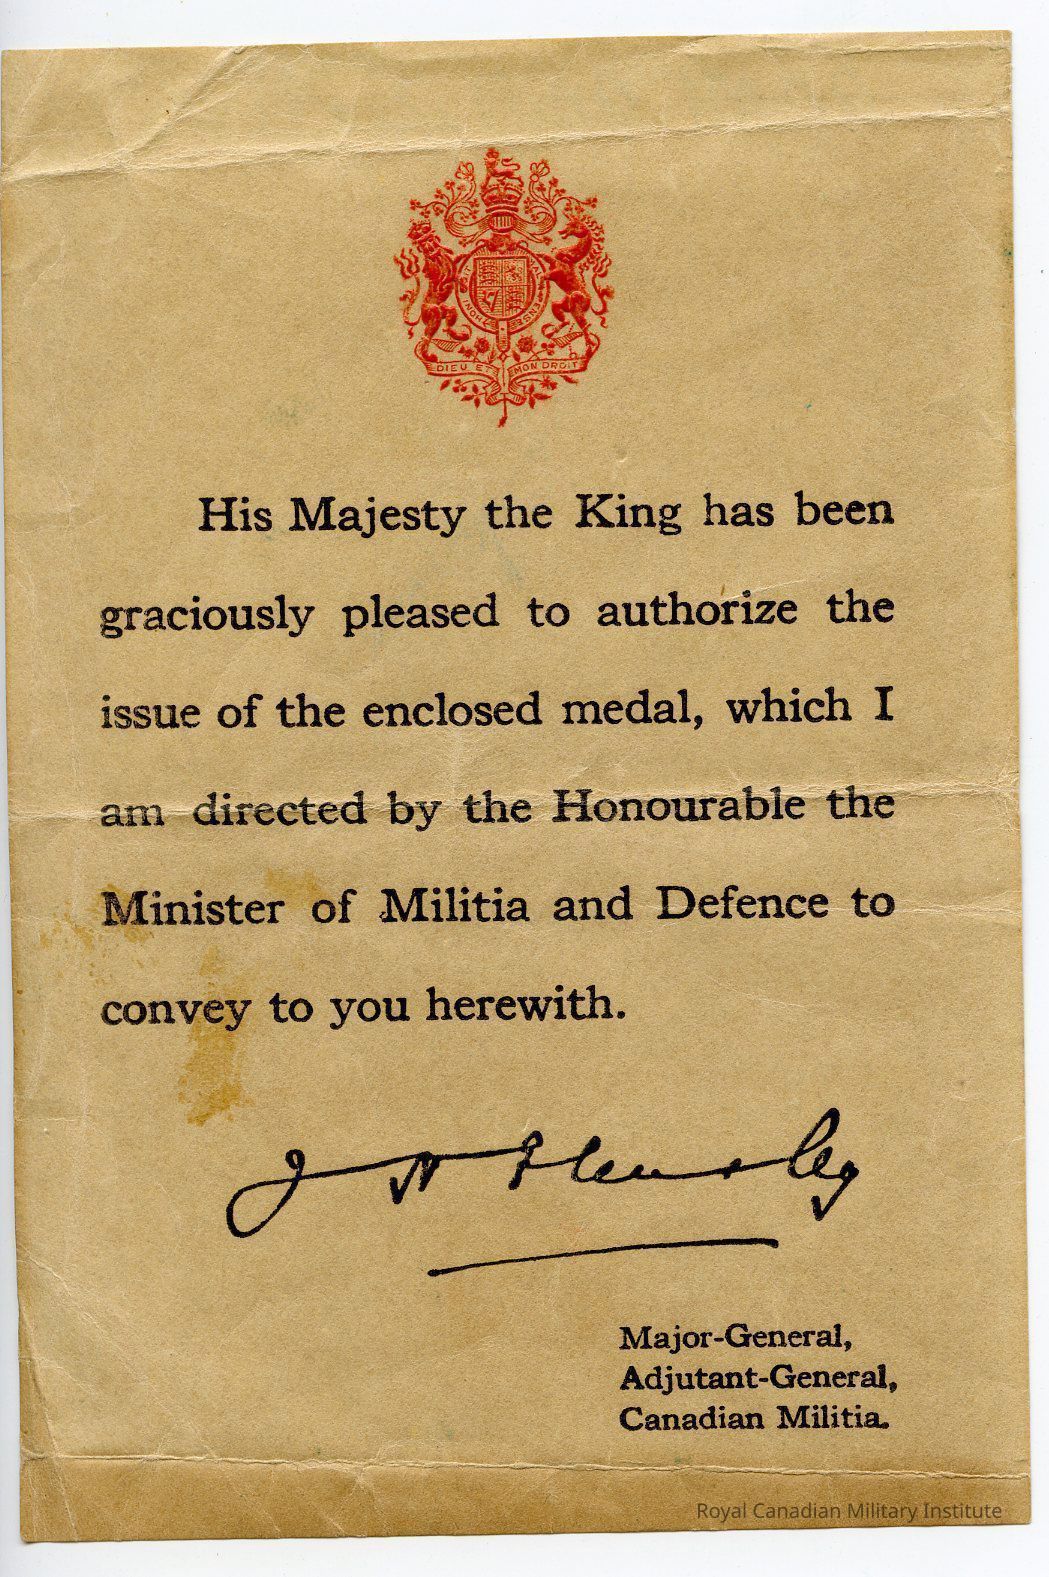 DIEU ET MON DROIT
His Majesty the King has been
graciously pleased to authorize the
issue of the enclosed medal, which I
am directed by the Honourable the
Minister of Militia and Defence to
convey to you herewith.
Major-General,
Adjutant-General,
Canadian Militia.
Royal Canadian Military Institute